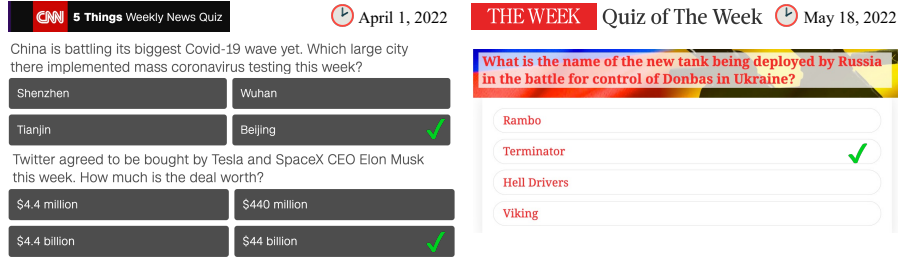 CNN 5 Things Weekly News Quiz
April 1, 2022
China is battling its biggest Covid-19 wave yet. Which large city
there implemented mass coronavirus testing this week?
Shenzhen
Wuhan
Tianjin
Beijing
Twitter agreed to be bought by Tesla and SpaceX CEO Elon Musk
this week. How much is the deal worth?
$4.4 million
$440 million
$4.4 billion
$44 billion
THE WEEK
Quiz of The Week
May 18, 2022
What is the name of the new tank being deployed by Russia
in the battle for control of Donbas in Ukraine?
Rambo
Terminator
Hell Drivers
Viking